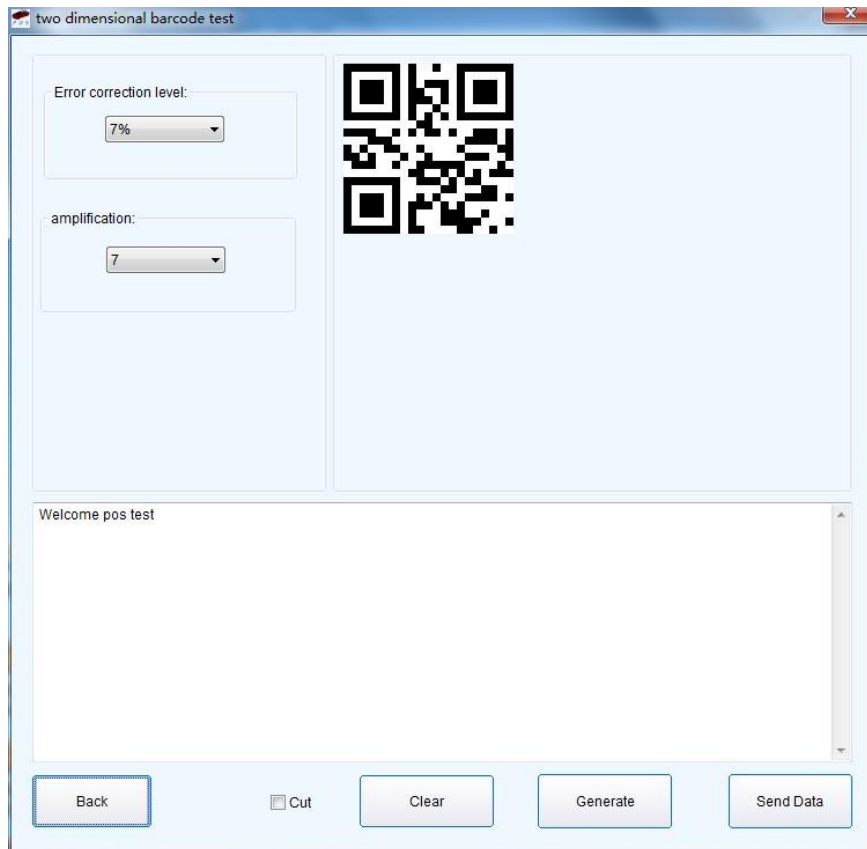 two dimensional barcode test
Error correction level:
7%
amplification:
7
Welcome pos test
Back
Cut
Clear
Generate
Send Data